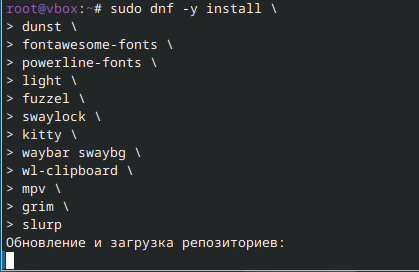 root@vbox:~# sudo dnf -y install \
> dunst \
> fontawesome-fonts \
> powerline-fonts \
> light \
> fuzzel \
> swaylock \
> kitty \
> waybar swaybg \
> wl-clipboard \
> mpv \
> grim \
> slurp
Обновление и загрузка репозиториев: